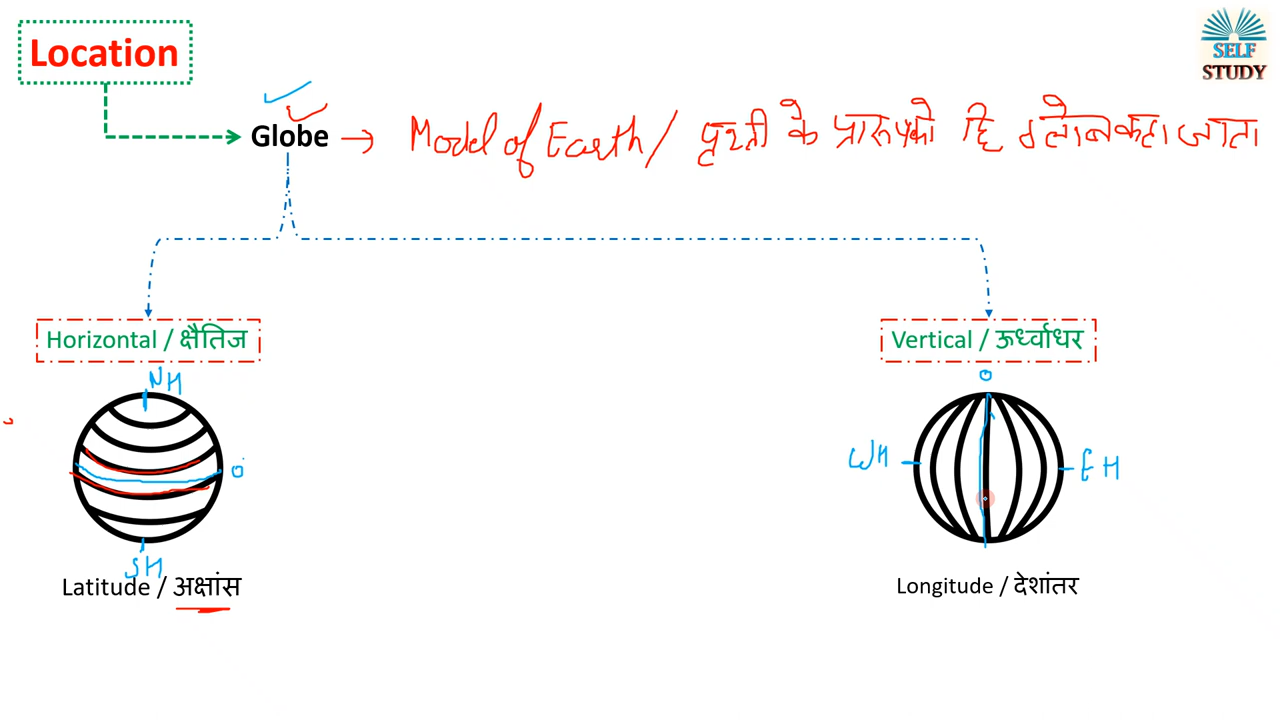 Location
SELF
STUDY
Globe → Model of Earth / पृथ्वी के प्रारूप को हि ग्लोब कहा जाता
Horizontal / क्षैतिज
Vertical / ऊर्ध्वाधर
NH
0
WH
EH
0
SH
Latitude / अक्षांस
Longitude / देशांतर